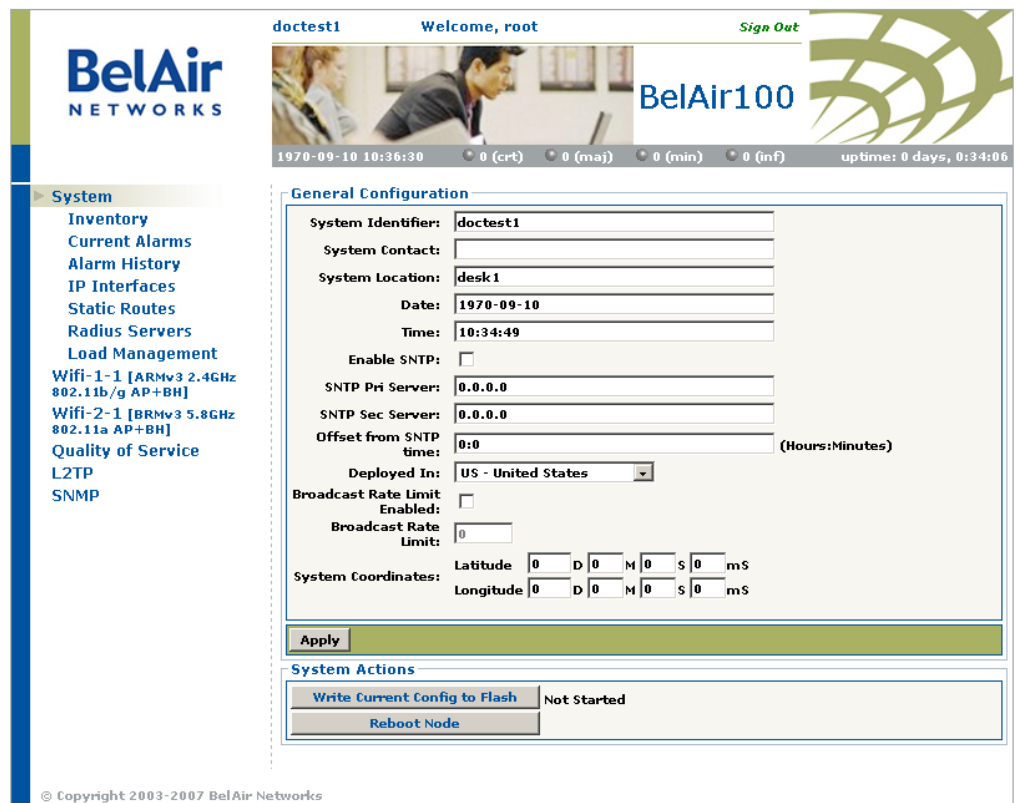 doctest1 Welcome, root Sign Out
BelAir
NETWORKS
BelAir100
1970-09-10 10:36:30 0 (crt) 0 (maj) 0 (min) 0 (inf) uptime: 0 days, 0:34:06
System
Inventory
Current Alarms
Alarm History
IP Interfaces
Static Routes
Radius Servers
Load Management
Wifi-1-1 [ARMv3 2.4GHz
802.11b/g AP+BH]
Wifi-2-1 [BRMv3 5.8GHz
802.11a AP+BH]
Quality of Service
L2TP
SNMP
General Configuration
System Identifier: doctest1
System Contact:
System Location: desk1
Date: 1970-09-10
Time: 10:34:49
Enable SNTP:
SNTP Pri Server: 0.0.0.0
SNTP Sec Server: 0.0.0.0
Offset from SNTP
time: 0:0 (Hours:Minutes)
Deployed In: US - United States
Broadcast Rate Limit
Enabled:
Broadcast Rate
Limit: 0
System Coordinates:
Latitude 0 D 0 M 0 S 0 mS
Longitude 0 D 0 M 0 S 0 mS
Apply
System Actions
Write Current Config to Flash Not Started
Reboot Node
© Copyright 2003-2007 BelAir Networks